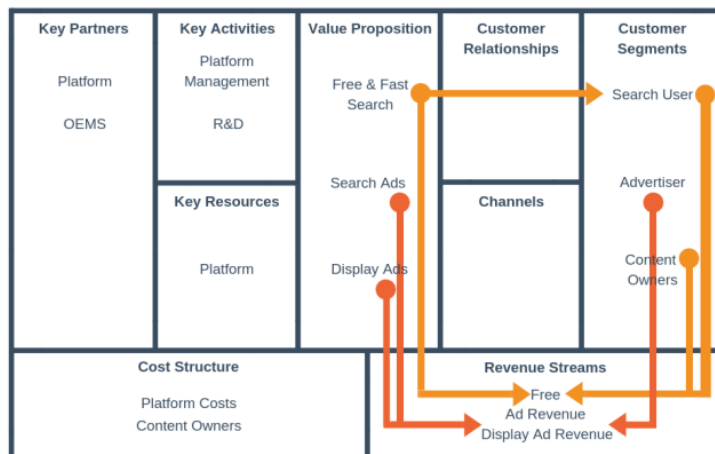 Key Partners
Platform
OEMS
Key Activities
Platform
Management
R&D
Key Resources
Platform
Value Proposition
Free & Fast
Search
Search Ads
Display Ads
Customer
Relationships
Channels
Customer
Segments
Search User
Advertiser
Content
Owners
Cost Structure
Platform Costs
Content Owners
Revenue Streams
Free
Ad Revenue
Display Ad Revenue